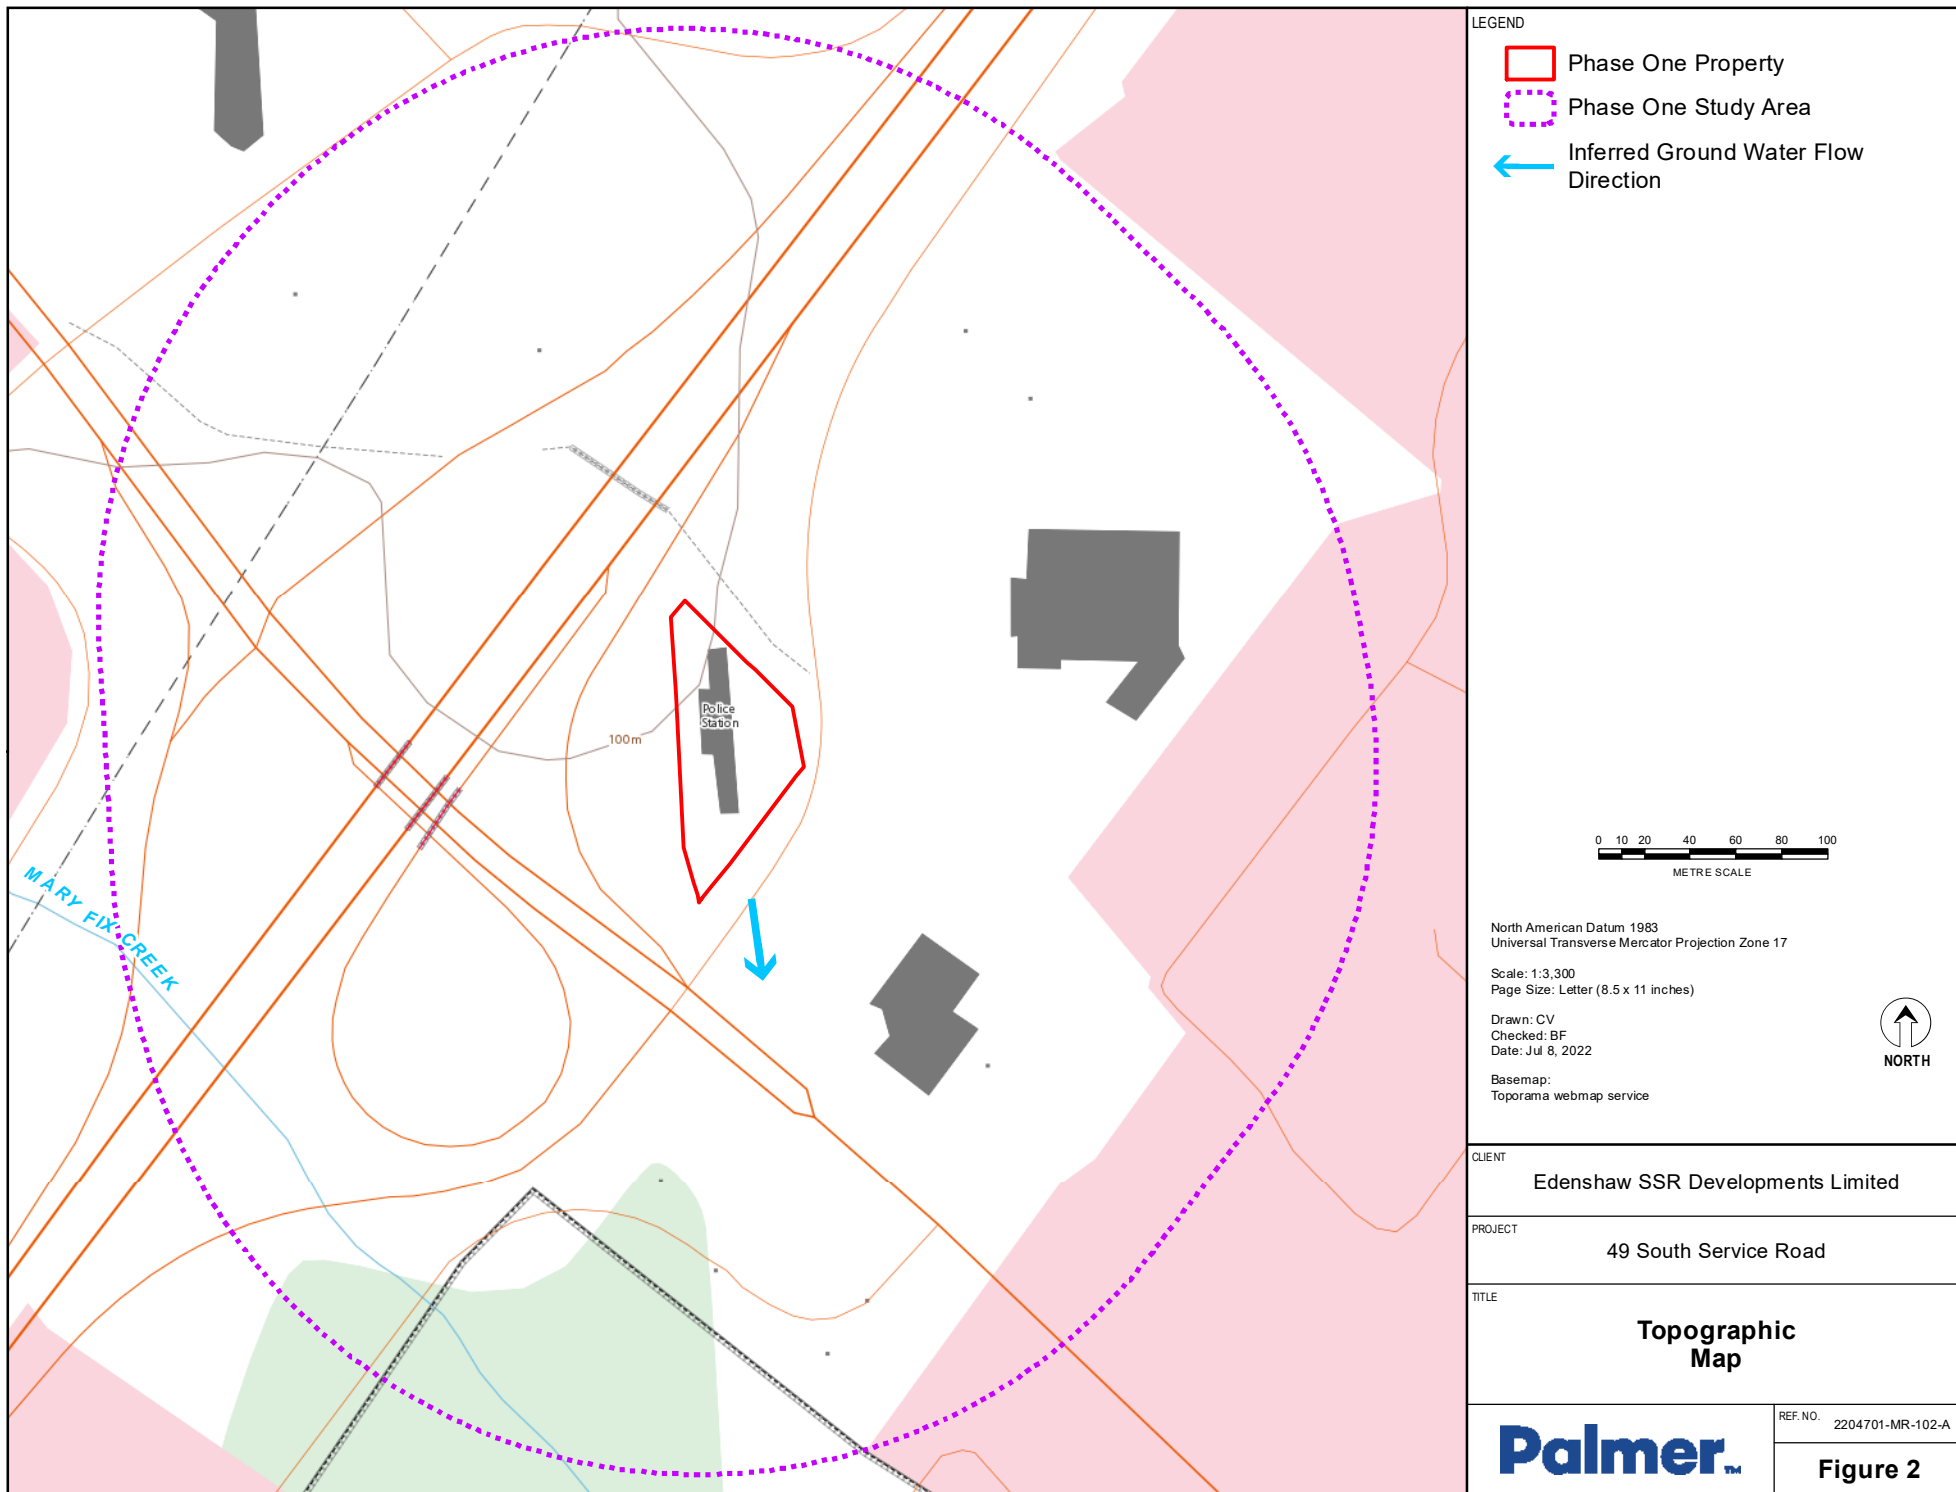 LEGEND
Phase One Property
Phase One Study Area
Inferred Ground Water Flow
Direction
Police
Station
100m
MARY FIX CREEK
0 10 20 40 60 80 100
METRE SCALE
North American Datum 1983
Universal Transverse Mercator Projection Zone 17
Scale: 1:3,300
Page Size: Letter (8.5 x 11 inches)
Drawn: CV
Checked: BF
Date: Jul 8, 2022
Basemap:
Toporama webmap service
NORTH
CLIENT
Edenshaw SSR Developments Limited
PROJECT
49 South Service Road
TITLE
Topographic
Map
Palmer™
REF. NO. 2204701-MR-102-A
Figure 2